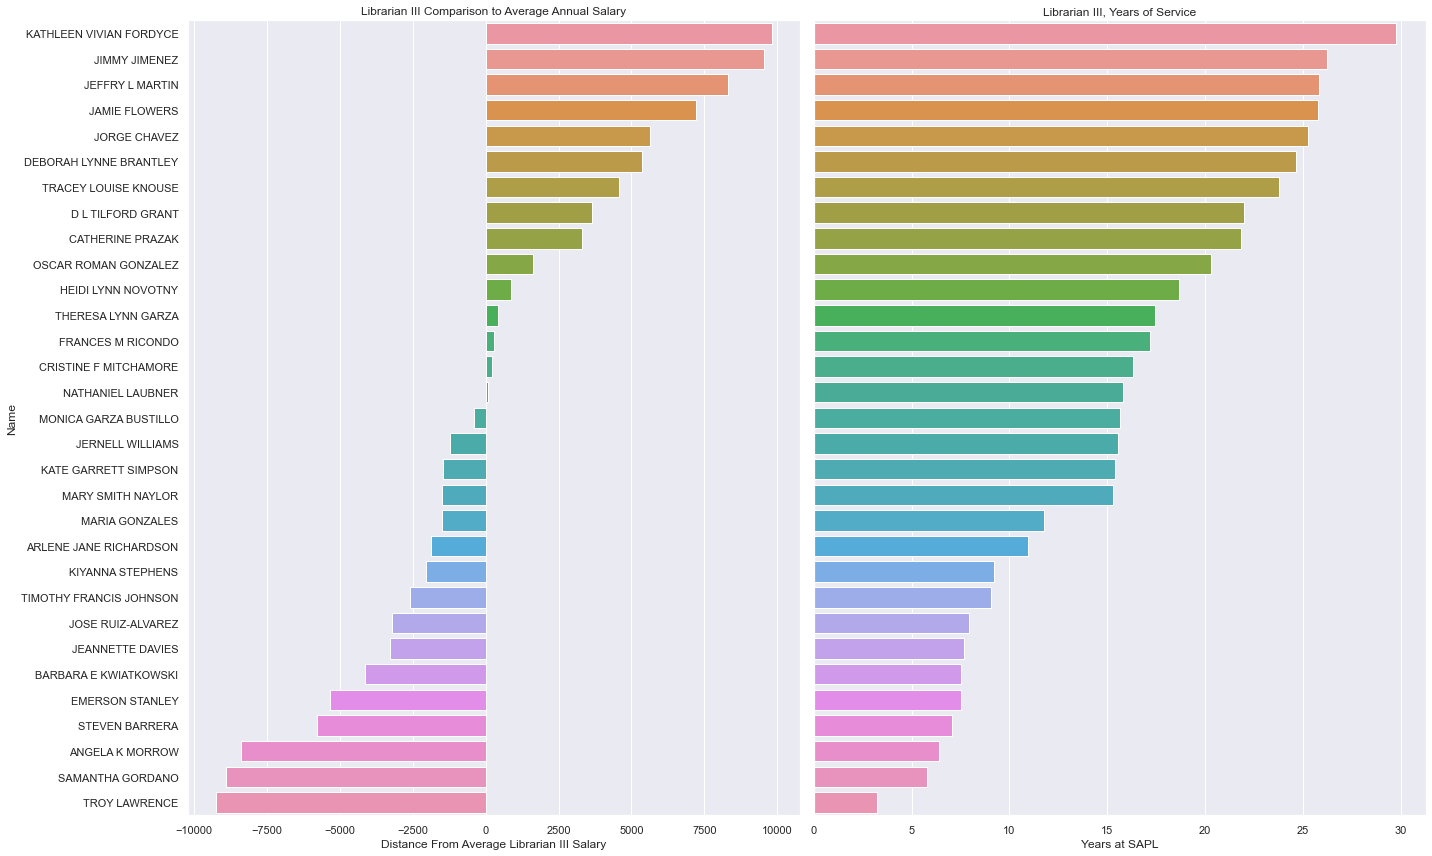 Librarian III Comparison to Average Annual Salary
Librarian III, Years of Service
Name
KATHLEEN VIVIAN FORDYCE
JIMMY JIMENEZ
JEFFRY L MARTIN
JAMIE FLOWERS
JORGE CHAVEZ
DEBORAH LYNNE BRANTLEY
TRACEY LOUISE KNOUSE
D L TILFORD GRANT
CATHERINE PRAZAK
OSCAR ROMAN GONZALEZ
HEIDI LYNN NOVOTNY
THERESA LYNN GARZA
FRANCES M RICONDO
CRISTINE F MITCHAMORE
NATHANIEL LAUBNER
MONICA GARZA BUSTILLO
JERNELL WILLIAMS
KATE GARRETT SIMPSON
MARY SMITH NAYLOR
MARIA GONZALES
ARLENE JANE RICHARDSON
KIYANNA STEPHENS
TIMOTHY FRANCIS JOHNSON
JOSE RUIZ-ALVAREZ
JEANNETTE DAVIES
BARBARA E KWIATKOWSKI
EMERSON STANLEY
STEVEN BARRERA
ANGELA K MORROW
SAMANTHA GORDANO
TROY LAWRENCE
−10000 −7500 −5000 −2500 0 2500 5000 7500 10000
Distance From Average Librarian III Salary
0 5 10 15 20 25 30
Years at SAPL